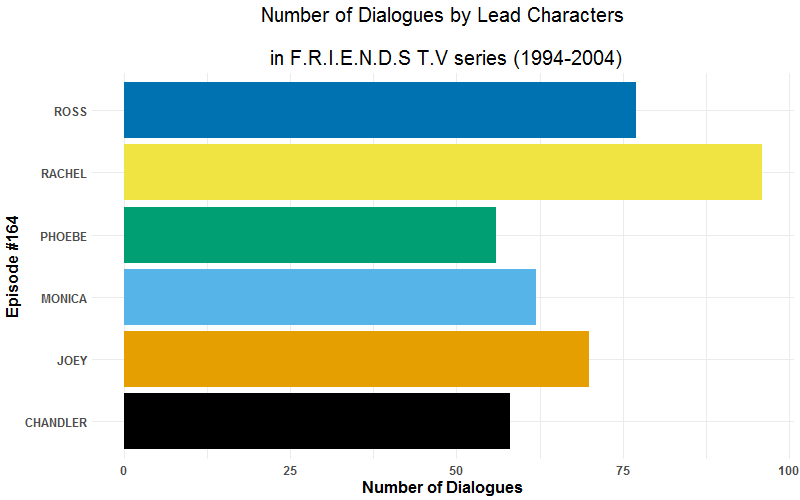 Number of Dialogues by Lead Characters
in F.R.I.E.N.D.S T.V series (1994-2004)
Episode #164
ROSS
RACHEL
PHOEBE
MONICA
JOEY
CHANDLER
0 25 50 75 100
Number of Dialogues